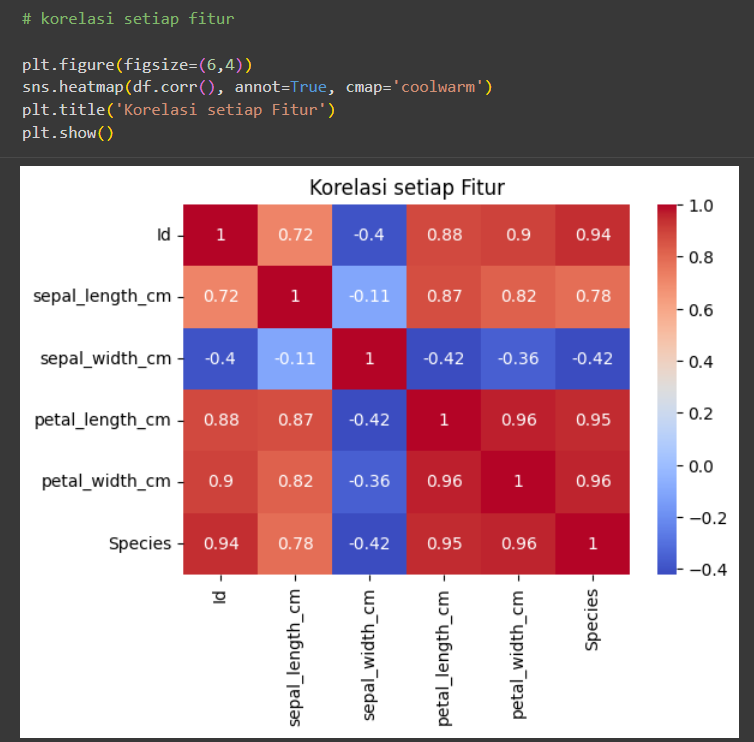 # korelasi setiap fitur
plt.figure(figsize=(6,4))
sns.heatmap(df.corr(), annot=True, cmap='coolwarm')
plt.title('Korelasi setiap Fitur')
plt.show()
Korelasi setiap Fitur
Id 1 0.72 -0.4 0.88 0.9 0.94
sepal_length_cm 0.72 1 -0.11 0.87 0.82 0.78
sepal_width_cm -0.4 -0.11 1 -0.42 -0.36 -0.42
petal_length_cm 0.88 0.87 -0.42 1 0.96 0.95
petal_width_cm 0.9 0.82 -0.36 0.96 1 0.96
Species 0.94 0.78 -0.42 0.95 0.96 1
Id
sepal_length_cm
sepal_width_cm
petal_length_cm
petal_width_cm
Species
1.0
0.8
0.6
0.4
0.2
0.0
−0.2
−0.4